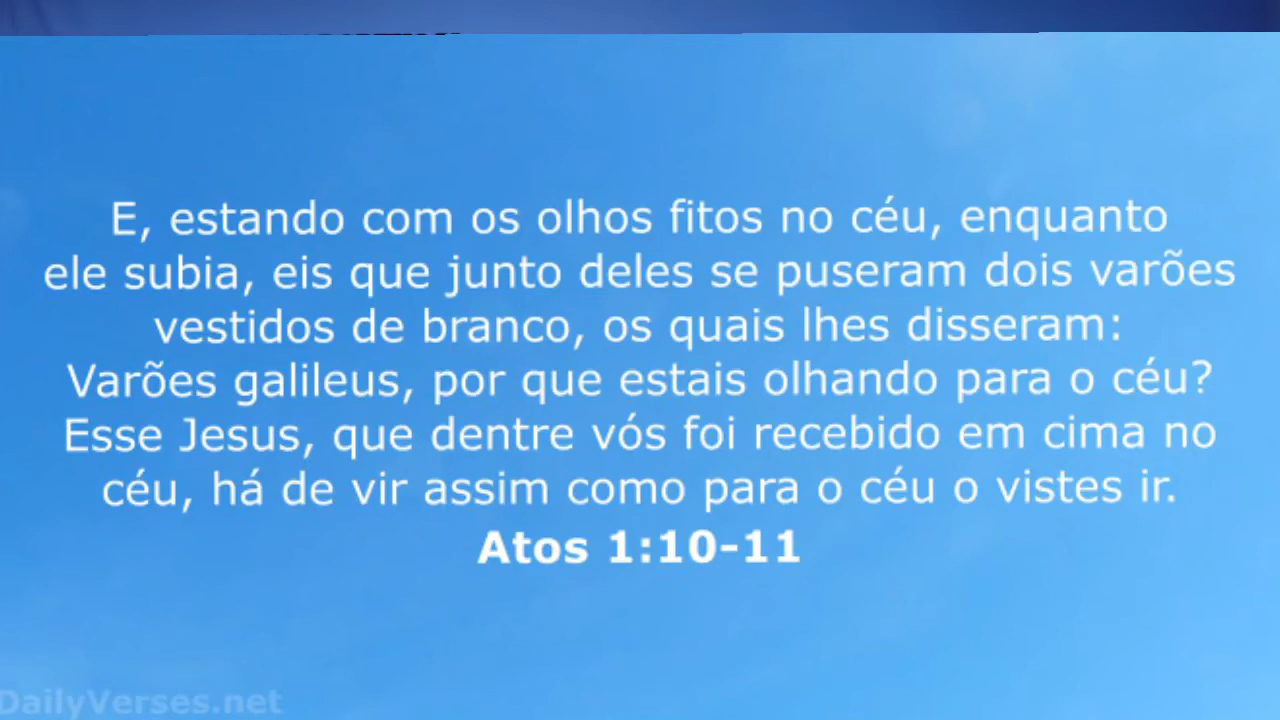 E, estando com os olhos fitos no céu, enquanto
ele subia, eis que junto deles se puseram dois varões
vestidos de branco, os quais lhes disseram:
Varões galileus, por que estais olhando para o céu?
Esse Jesus, que dentre vós foi recebido em cima no
céu, há de vir assim como para o céu o vistes ir.
Atos 1:10-11
DailyVerses.net